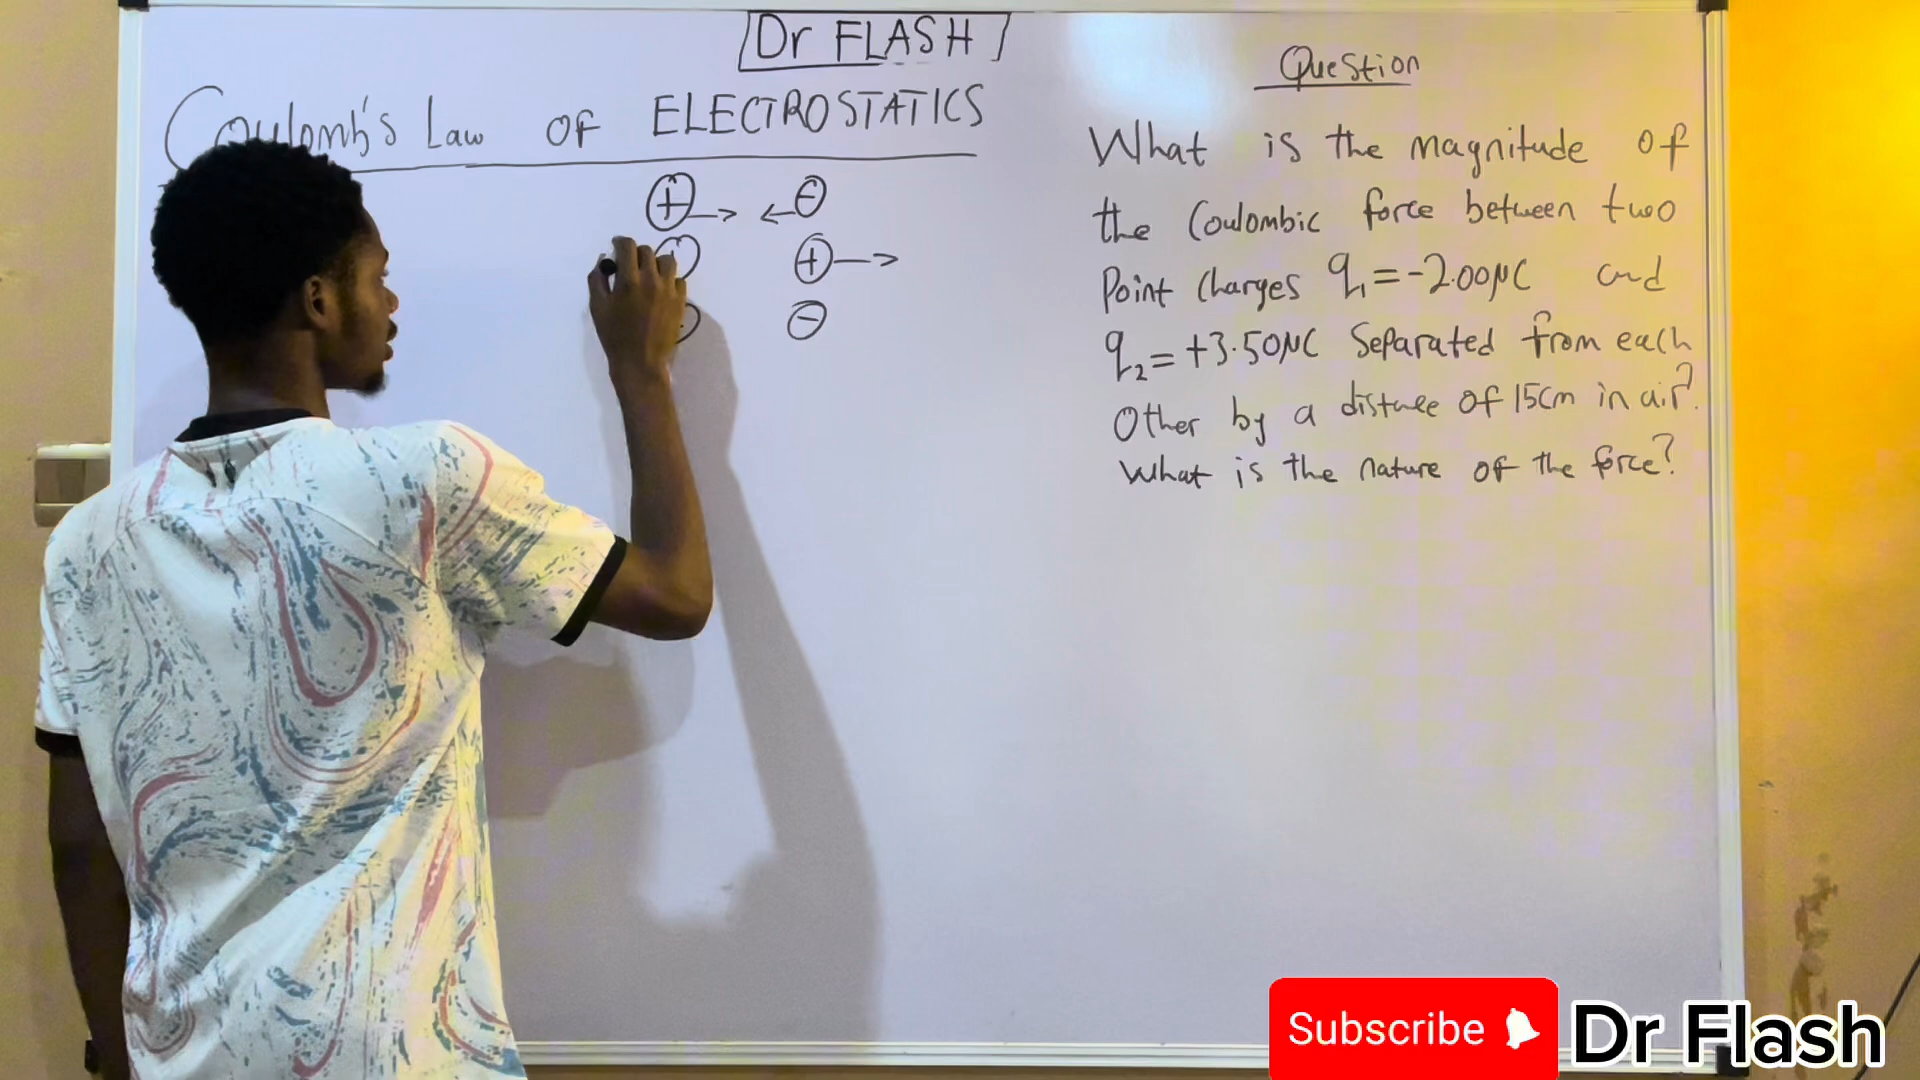 Dr FLASH
Coulomb's Law OF ELECTROSTATICS
+ → ← -
+ →
-
Question
What is the magnitude of
the Coulombic force between two
Point Charges q₁ = -2.00μC and
q₂ = +3.50μC Separated from each
Other by a distance of 15cm in air?
What is the nature of the force?
Subscribe
Dr Flash